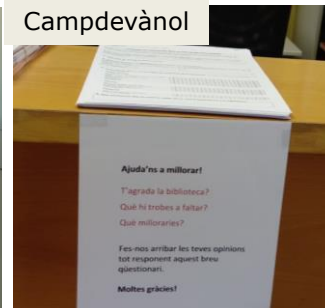 Campdevànol
Ajuda'ns a millorar!
T'agrada la biblioteca?
Què hi trobes a faltar?
Què milloraries?
Fes-nos arribar les teves opinions
tot responent aquest breu
qüestionari.
Moltes gràcies!